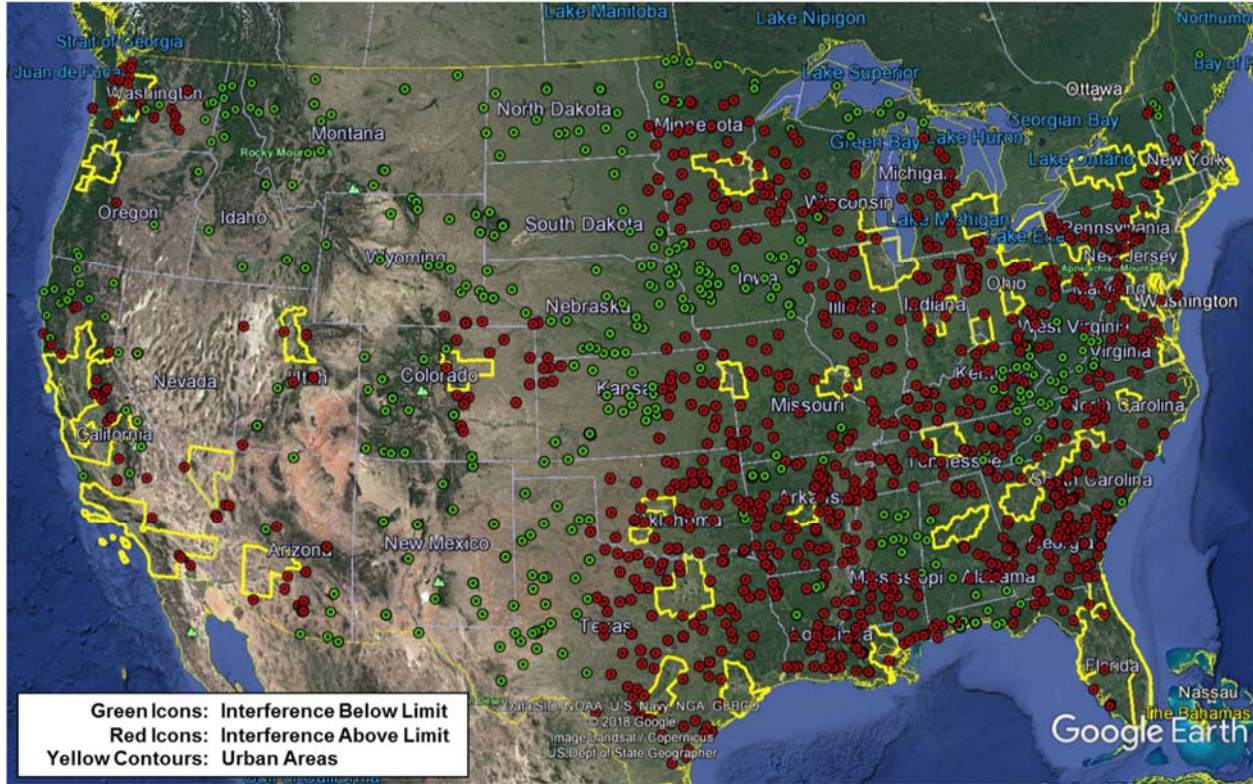 Lake Manitoba
Lake Nipigon
Northumb
Strait of Georgia
Juan de Fuca
Washington
Lake Superior
Bay of F
Ottawa
North Dakota
Montana
Minnesota
Georgian Bay
Green Bay
Lake Huron
Rocky Mountains
Lake Ontario
New York
Michigan
Oregon
Idaho
South Dakota
Wisconsin
Lake Michigan
Pennsylvania
Wyoming
Lake Erie
New Jersey
Iowa
Ohio
Appalachian Mountains
Nebraska
Illinois
Indiana
Maryland
Washington
West Virginia
Nevada
Utah
Colorado
Kansas
Missouri
Kentu
Virginia
North Carolina
California
Tennessee
South Carolina
Arkansas
Oklahoma
Arizona
New Mexico
Georgia
Mississippi
Alabama
Texas
Louisiana
Florida
Nassau
The Bahamas
Data SIO, NOAA, U.S. Navy, NGA, GEBCO
© 2018 Google
Image Landsat / Copernicus
US Dept of State Geographer
Google Earth
Green Icons: Interference Below Limit
Red Icons: Interference Above Limit
Yellow Contours: Urban Areas
Gulf of California